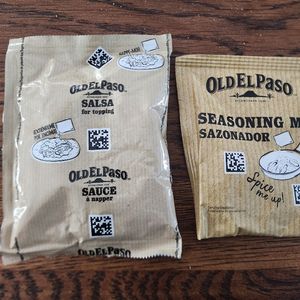 OLD EL PASO
SALSA
for topping
OLD EL PASO
SAUCE
à napper
OLD EL PASO
OLD EL PASO
SEASONING M
SAZONADOR
Spice
me up!